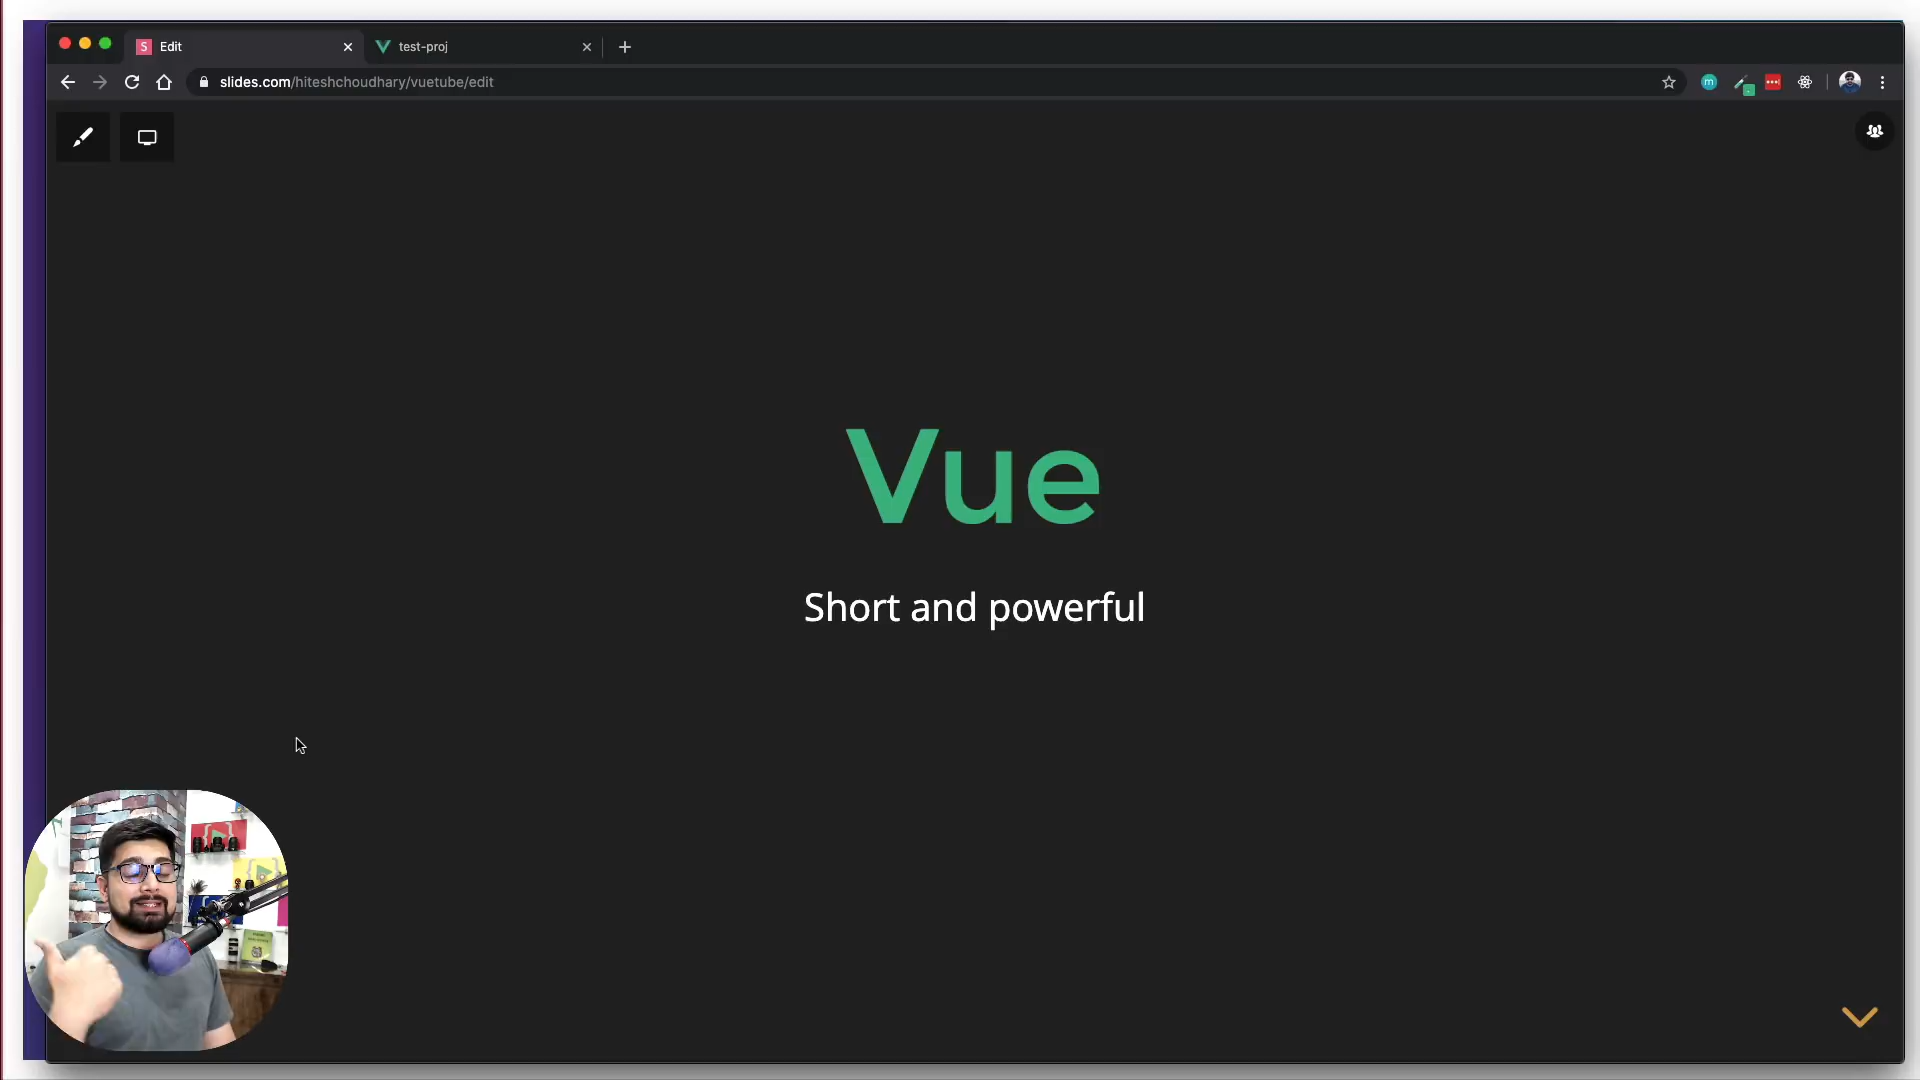 Edit
test-proj
slides.com/hiteshchoudhary/vuetube/edit
Vue
Short and powerful